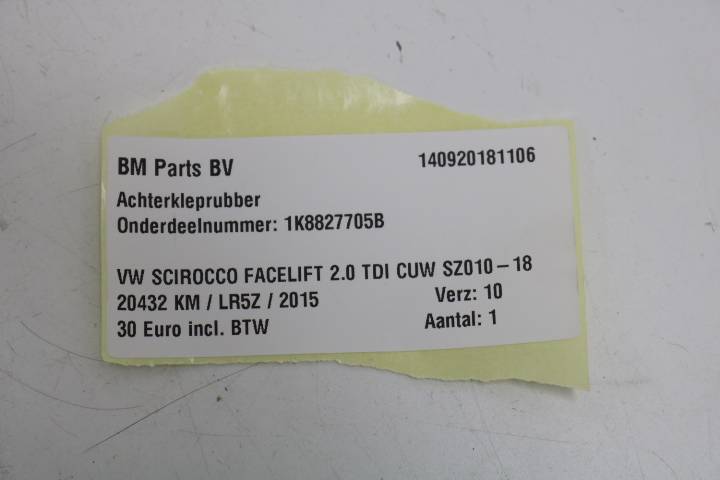 BM Parts BV 140920181106
Achterkleprubber
Onderdeelnummer: 1K8827705B
VW SCIROCCO FACELIFT 2.0 TDI CUW SZ010-18
20432 KM / LR5Z / 2015 Verz: 10
30 Euro incl. BTW Aantal: 1